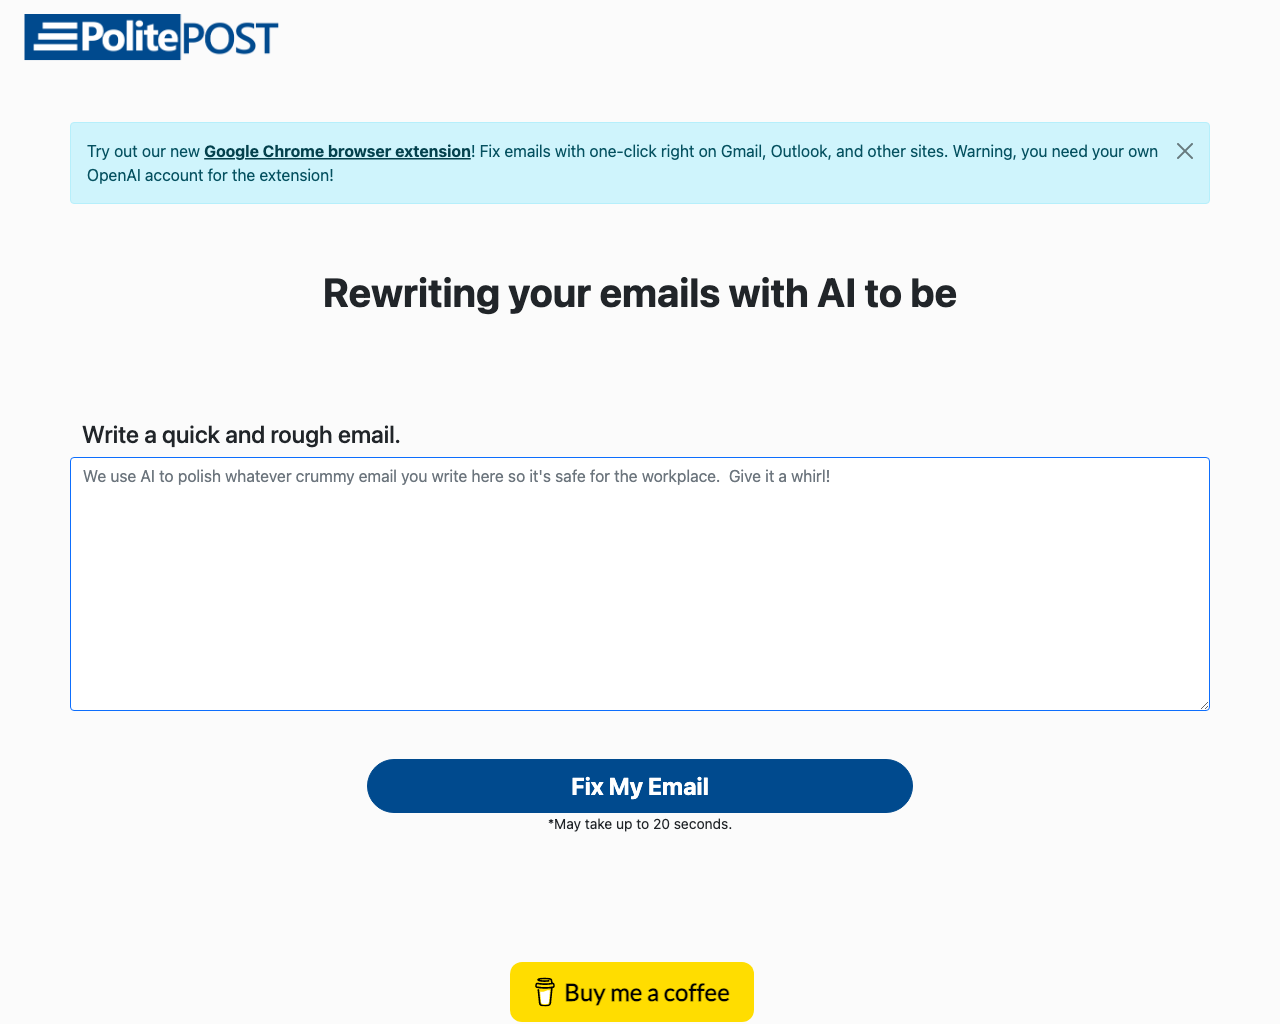 PolitePOST
Try out our new Google Chrome browser extension! Fix emails with one-click right on Gmail, Outlook, and other sites. Warning, you need your own
OpenAI account for the extension!
Rewriting your emails with AI to be
Write a quick and rough email.
We use AI to polish whatever crummy email you write here so it's safe for the workplace.  Give it a whirl!
Fix My Email
*May take up to 20 seconds.
Buy me a coffee